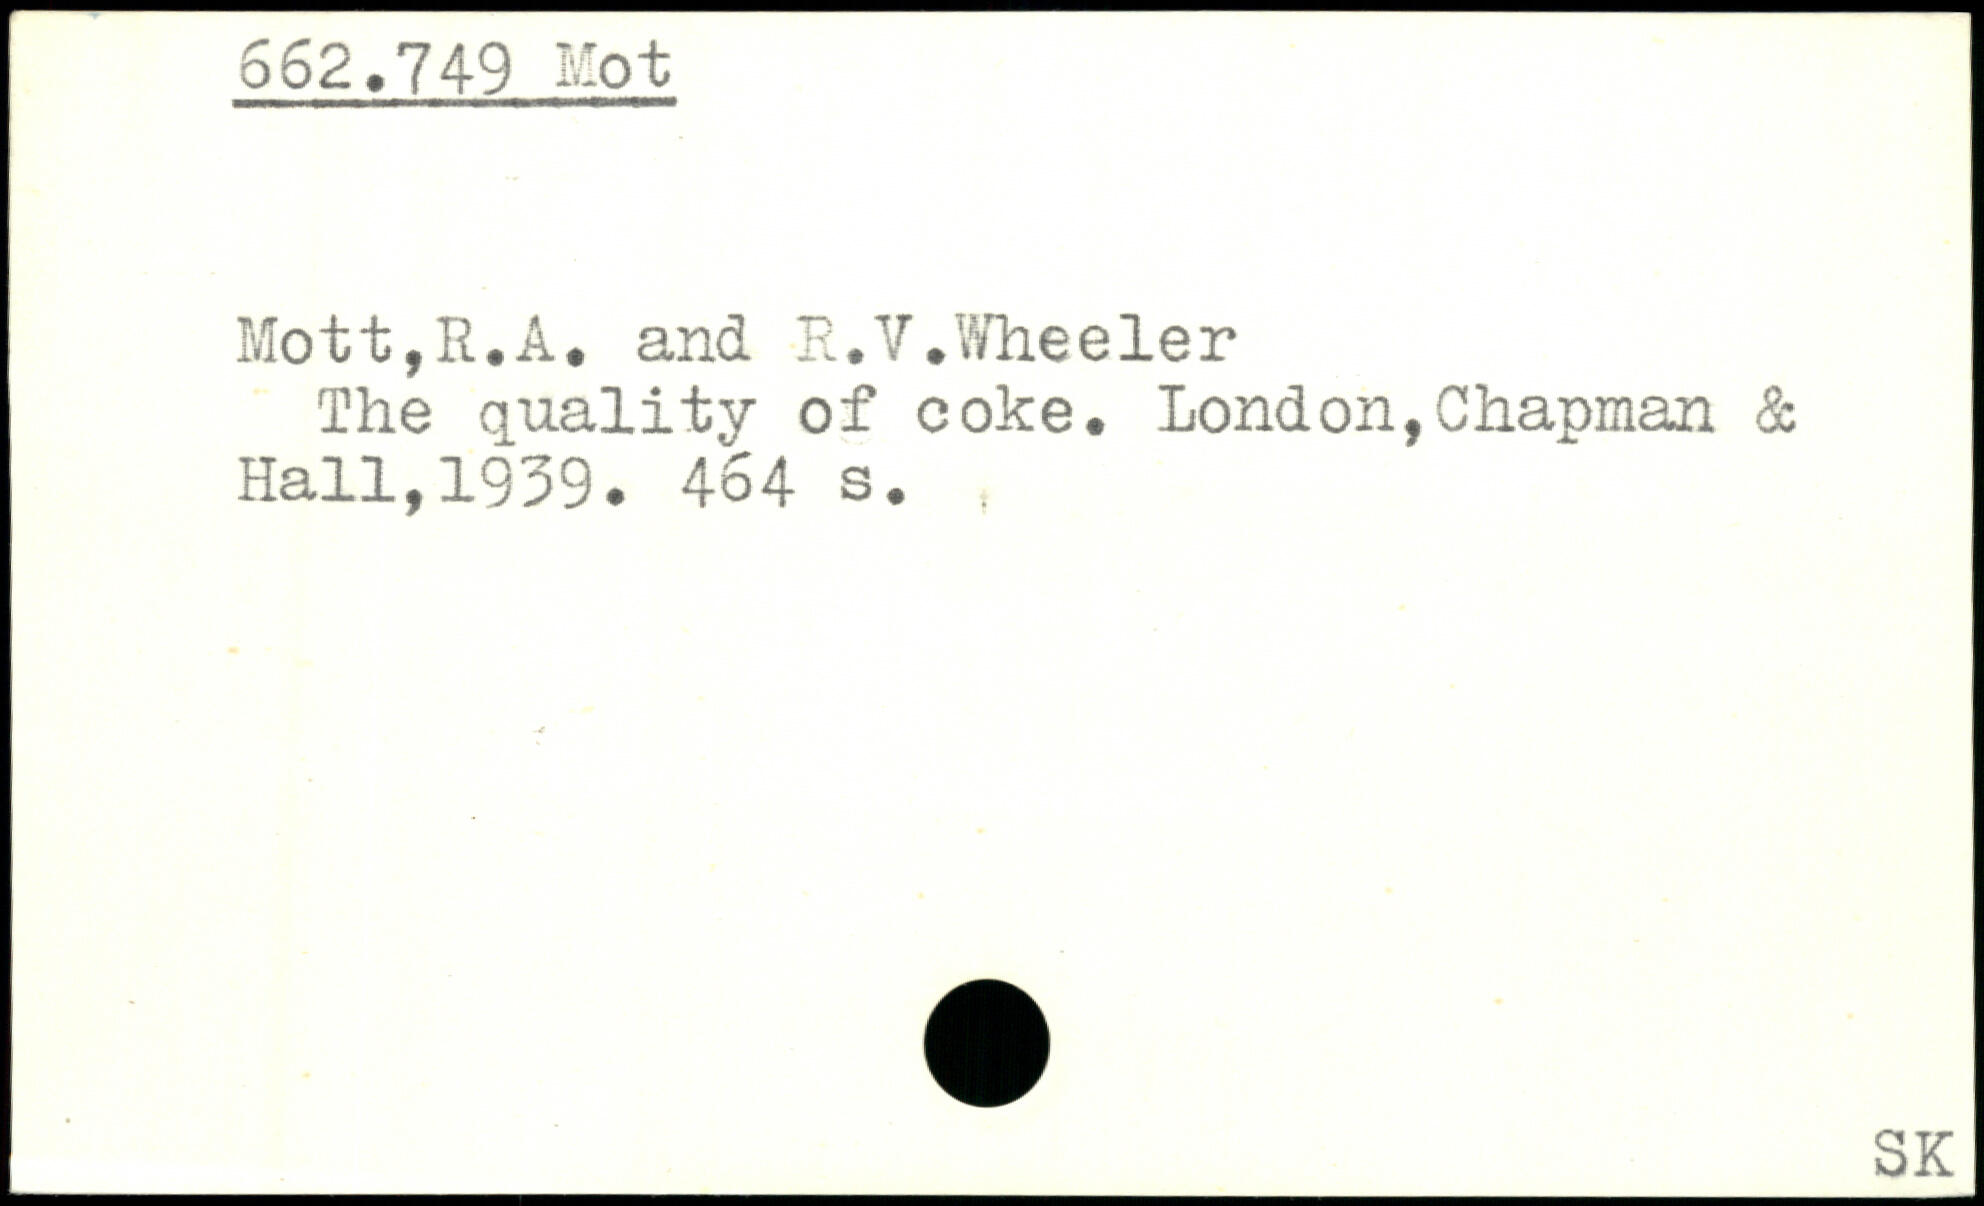 662.749 Mot
Mott,R.A. and R.V.Wheeler
The quality of coke. London,Chapman &
Hall,1939. 464 s.
SK